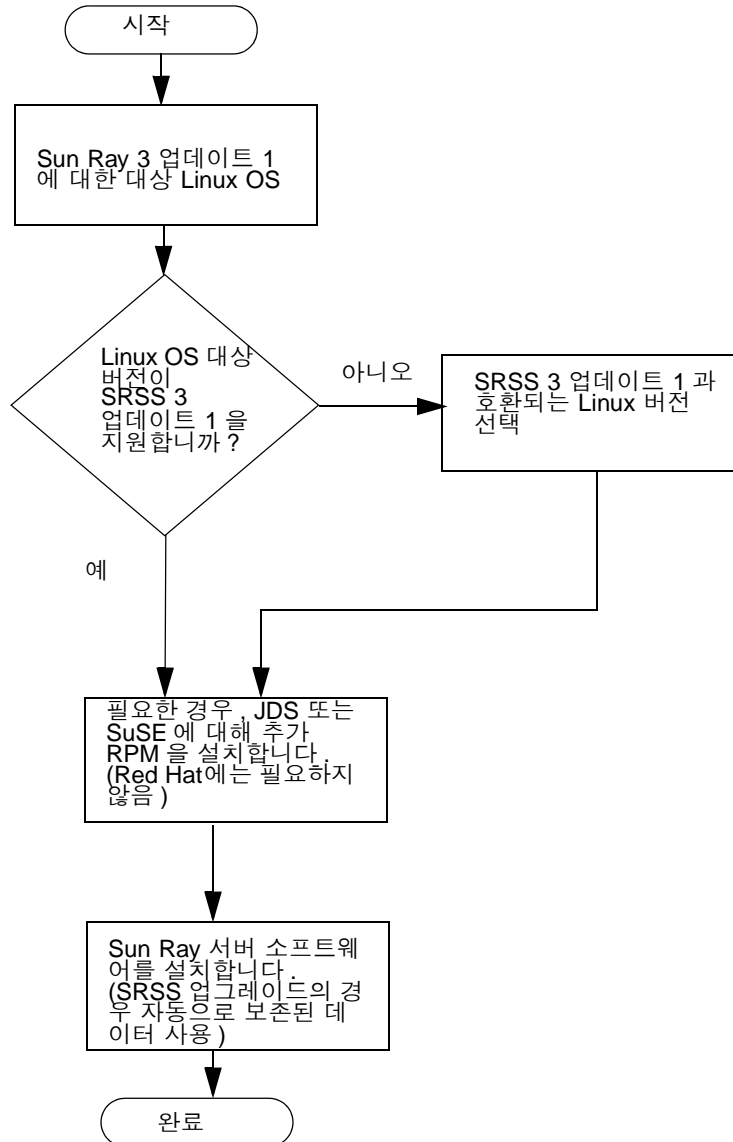 시작
Sun Ray 3 업데이트 1
에 대한 대상 Linux OS
Linux OS 대상
버전이
SRSS 3
업데이트 1 을
지원합니까 ?
아니오
SRSS 3 업데이트 1 과
호환되는 Linux 버전
선택
예
필요한 경우 , JDS 또는
SuSE 에 대해 추가
RPM 을 설치합니다 .
(Red Hat에는 필요하지
않음 )
Sun Ray 서버 소프트웨
어를 설치합니다 .
(SRSS 업그레이드의 경
우 자동으로 보존된 데
이터 사용 )
완료